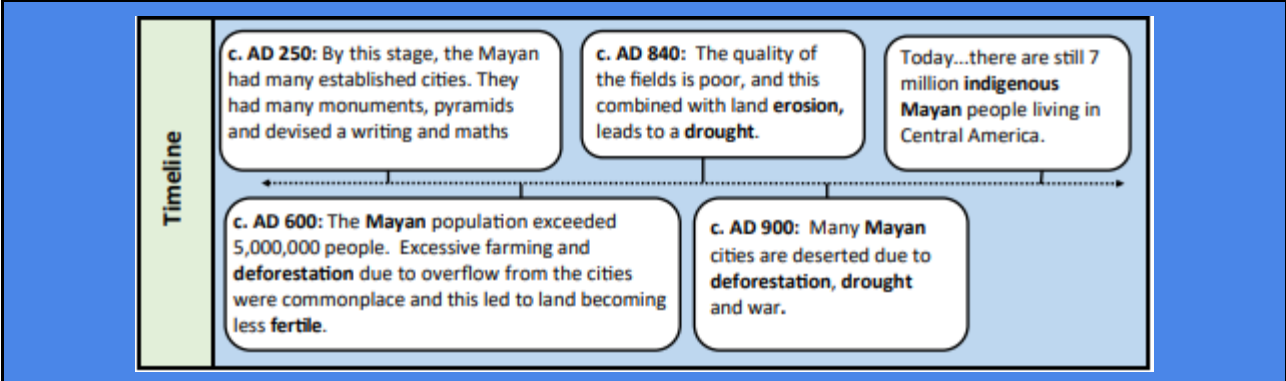 Timeline
c. AD 250: By this stage, the Mayan
had many established cities. They
had many monuments, pyramids
and devised a writing and maths
c. AD 840: The quality of
the fields is poor, and this
combined with land erosion,
leads to a drought.
Today...there are still 7
million indigenous
Mayan people living in
Central America.
c. AD 600: The Mayan population exceeded
5,000,000 people. Excessive farming and
deforestation due to overflow from the cities
were commonplace and this led to land becoming
less fertile.
c. AD 900: Many Mayan
cities are deserted due to
deforestation, drought
and war.